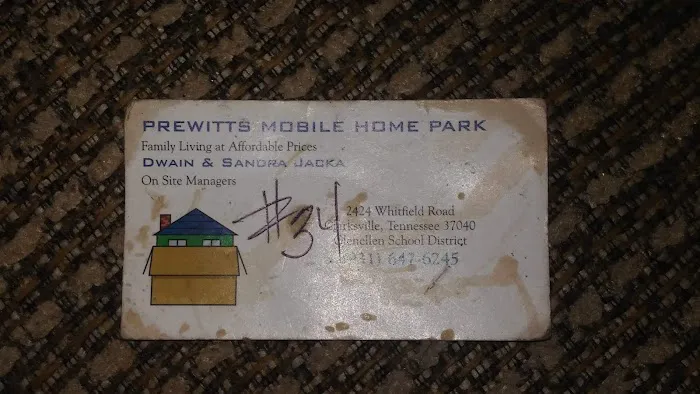 PREWITTS MOBILE HOME PARK
Family Living at Affordable Prices
DWAIN & SANDRA JACKA
On Site Managers
#34
2424 Whitfield Road
Clarksville, Tennessee 37040
Glenellen School District
647-6245